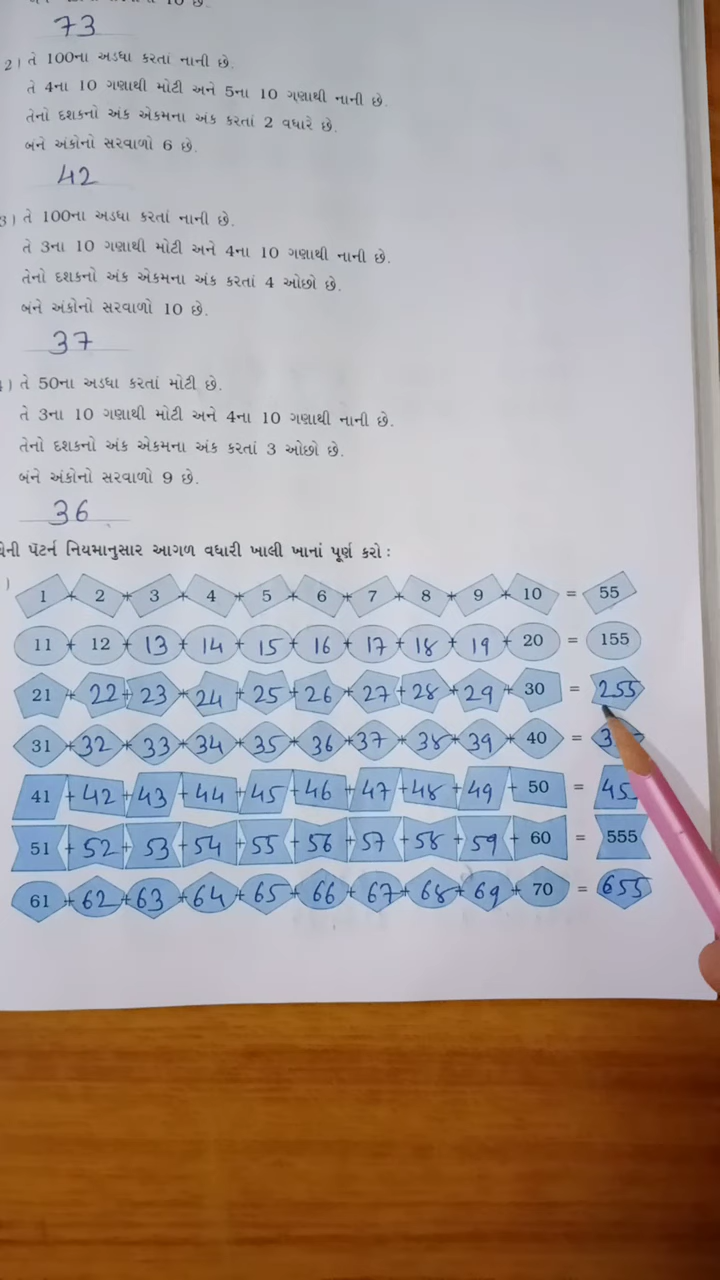 73
2) તે 100ના અડધા કરતાં નાની છે.
તે 4ના 10 ગણાથી મોટી અને 5ના 10 ગણાથી નાની છે.
તેનો દશકનો અંક એકમના અંક કરતાં 2 વધારે છે.
બંને અંકોનો સરવાળો 6 છે.
42
3) તે 100ના અડધા કરતાં નાની છે.
તે 3ના 10 ગણાથી મોટી અને 4ના 10 ગણાથી નાની છે.
તેનો દશકનો અંક એકમના અંક કરતાં 4 ઓછો છે.
બંને અંકોનો સરવાળો 10 છે.
37
) તે 50ના અડધા કરતાં મોટી છે.
તે 3ના 10 ગણાથી મોટી અને 4ના 10 ગણાથી નાની છે.
તેનો દશકનો અંક એકમના અંક કરતાં 3 ઓછો છે.
બંને અંકોનો સરવાળો 9 છે.
36
પૅટર્ન નિયમાનુસાર આગળ વધારી ખાલી ખાનાં પૂર્ણ કરો :
)
1 + 2 + 3 + 4 + 5 + 6 + 7 + 8 + 9 + 10 = 55
11 + 12 + 13 + 14 + 15 + 16 + 17 + 18 + 19 + 20 = 155
21 + 22 + 23 + 24 + 25 + 26 + 27 + 28 + 29 + 30 = 255
31 + 32 + 33 + 34 + 35 + 36 + 37 + 38 + 39 + 40 = 3
41 + 42 + 43 + 44 + 45 + 46 + 47 + 48 + 49 + 50 = 45
51 + 52 + 53 + 54 + 55 + 56 + 57 + 58 + 59 + 60 = 555
61 + 62 + 63 + 64 + 65 + 66 + 67 + 68 + 69 + 70 = 655